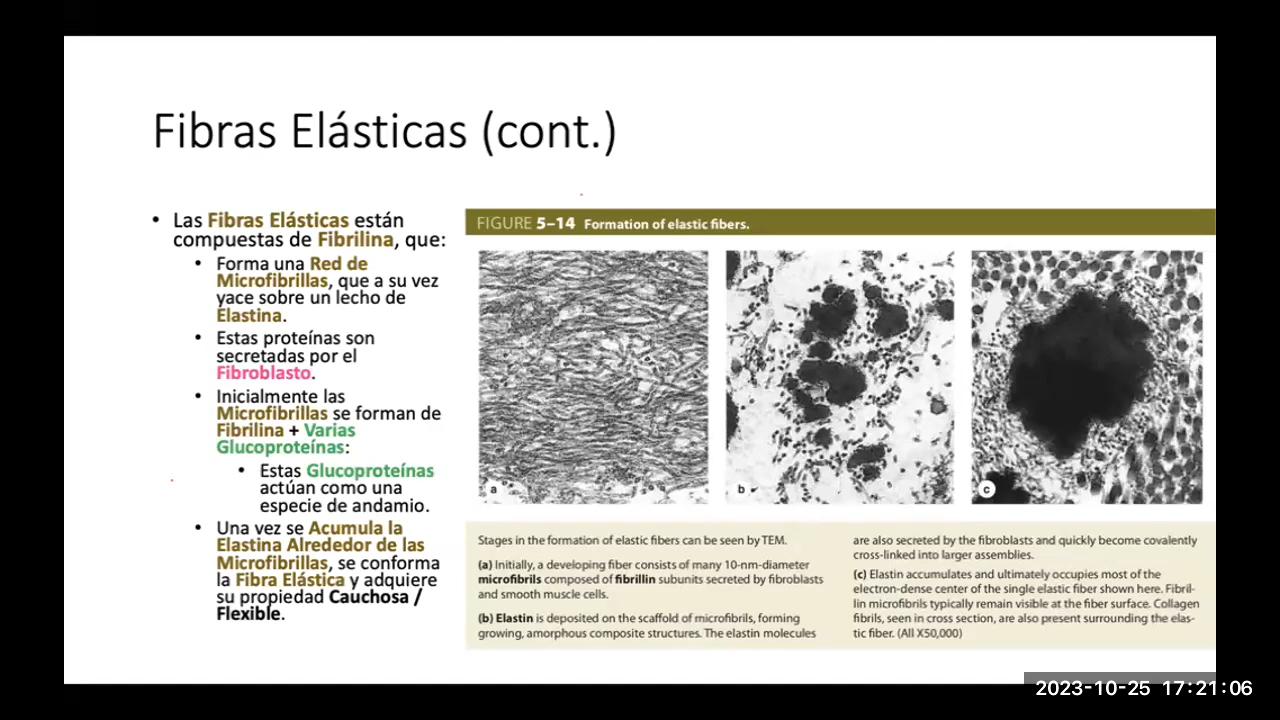 Fibras Elásticas (cont.)
• Las Fibras Elásticas están
compuestas de Fibrilina, que:
• Forma una Red de
Microfibrillas, que a su vez
yace sobre un lecho de
Elastina.
• Estas proteínas son
secretadas por el
Fibroblasto.
• Inicialmente las
Microfibrillas se forman de
Fibrilina + Varias
Glucoproteínas:
• Estas Glucoproteínas
actúan como una
especie de andamio.
• Una vez se Acumula la
Elastina Alrededor de las
Microfibrillas, se conforma
la Fibra Elástica y adquiere
su propiedad Cauchosa /
Flexible.
FIGURE 5–14 Formation of elastic fibers.
a
b
c
Stages in the formation of elastic fibers can be seen by TEM.
(a) Initially, a developing fiber consists of many 10-nm-diameter
microfibrils composed of fibrillin subunits secreted by fibroblasts
and smooth muscle cells.
(b) Elastin is deposited on the scaffold of microfibrils, forming
growing, amorphous composite structures. The elastin molecules
are also secreted by the fibroblasts and quickly become covalently
cross-linked into larger assemblies.
(c) Elastin accumulates and ultimately occupies most of the
electron-dense center of the single elastic fiber shown here. Fibril-
lin microfibrils typically remain visible at the fiber surface. Collagen
fibrils, seen in cross section, are also present surrounding the elas-
tic fiber. (All X50,000)
2023-10-25 17:21:06